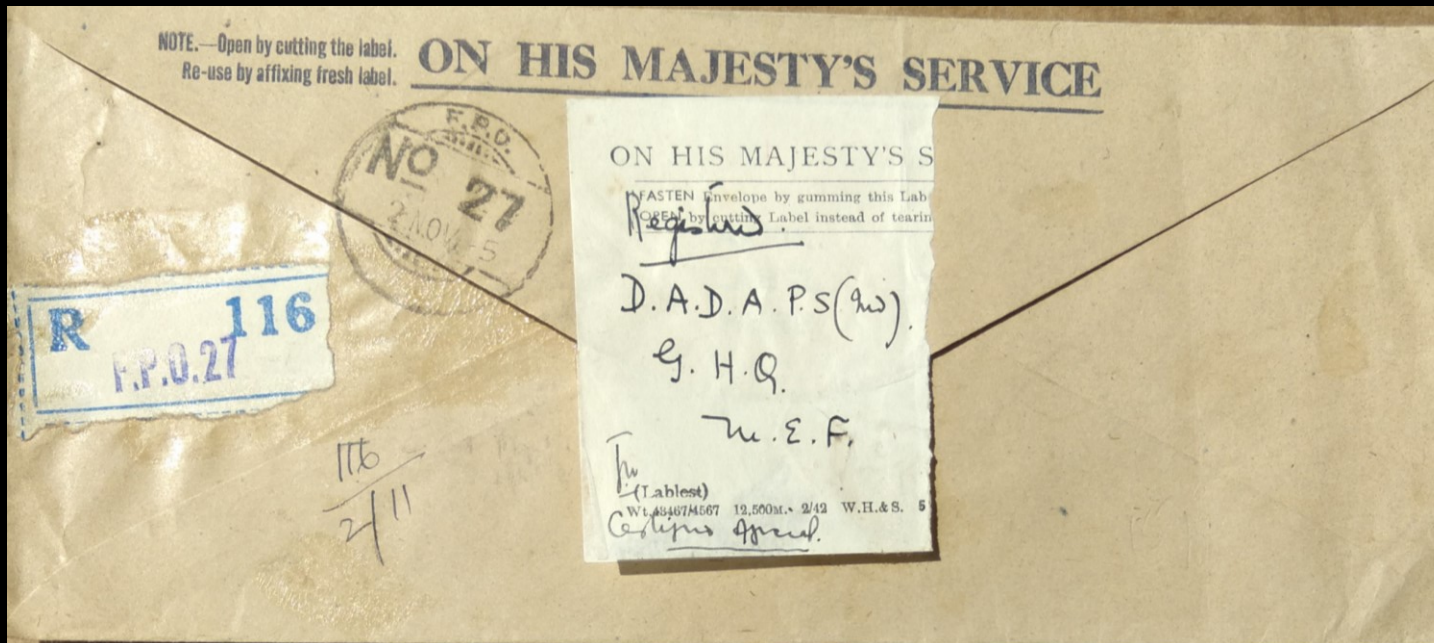 NOTE.—Open by cutting the label.
Re-use by affixing fresh label.
ON HIS MAJESTY'S SERVICE
F.P.O.
No 27
2 NOV 5
R 116
F.P.O.27
116
2/11
ON HIS MAJESTY'S S
FASTEN Envelope by gumming this Lab
OPEN by cutting Label instead of tearin
Registered.
D.A.D.A.P.S
G.H.Q.
M.E.F.
(Lablest)
12,500M. 2/42 W.H.&S. 5